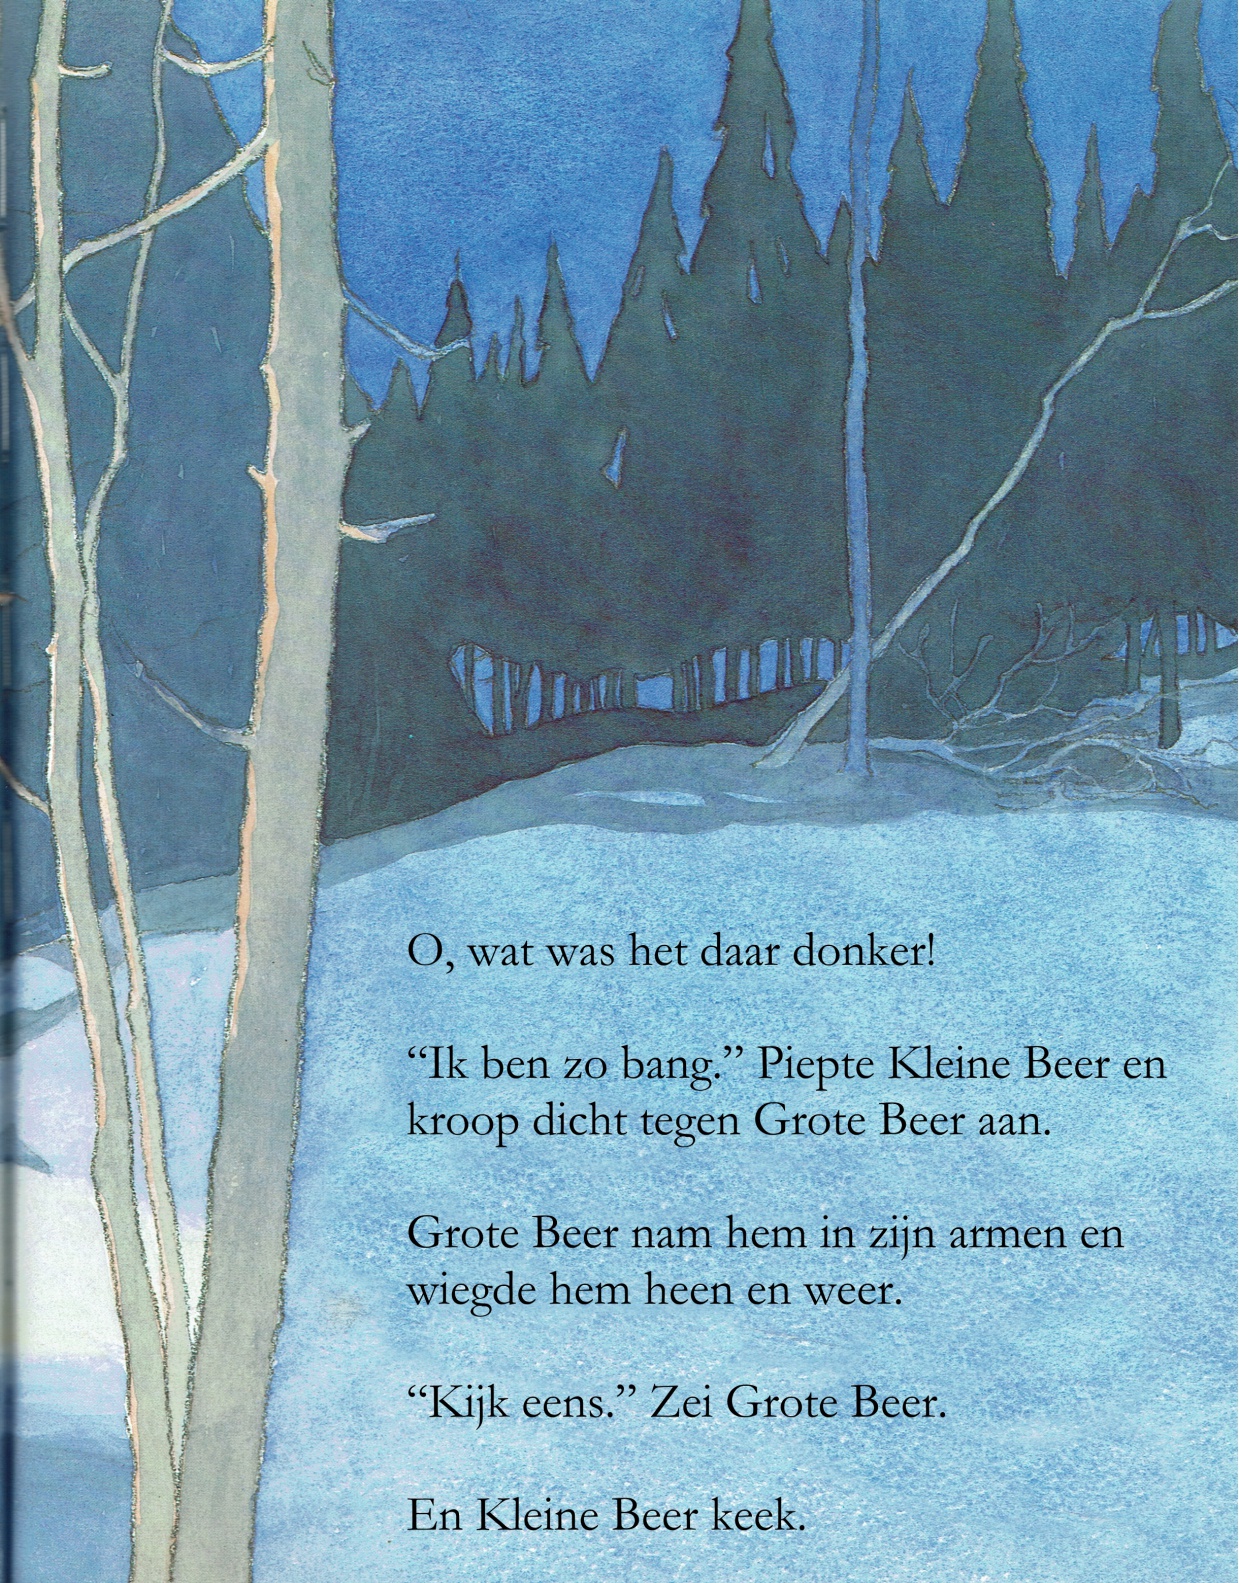 O, wat was het daar donker!
“Ik ben zo bang.” Piepte Kleine Beer en
kroop dicht tegen Grote Beer aan.
Grote Beer nam hem in zijn armen en
wiegde hem heen en weer.
“Kijk eens.” Zei Grote Beer.
En Kleine Beer keek.